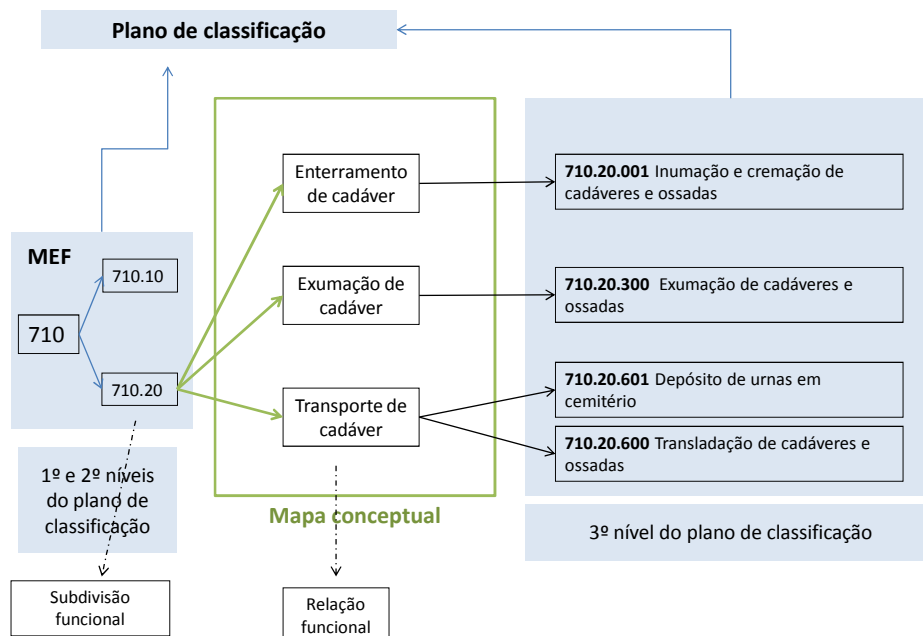 Plano de classificação
MEF
710
710.10
710.20
1º e 2º níveis
do plano de
classificação
Subdivisão
funcional
Enterramento
de cadáver
Exumação de
cadáver
Transporte de
cadáver
Mapa conceptual
Relação
funcional
710.20.001 Inumação e cremação de
cadáveres e ossadas
710.20.300 Exumação de cadáveres e
ossadas
710.20.601 Depósito de urnas em
cemitério
710.20.600 Transladação de cadáveres e
ossadas
3º nível do plano de classificação